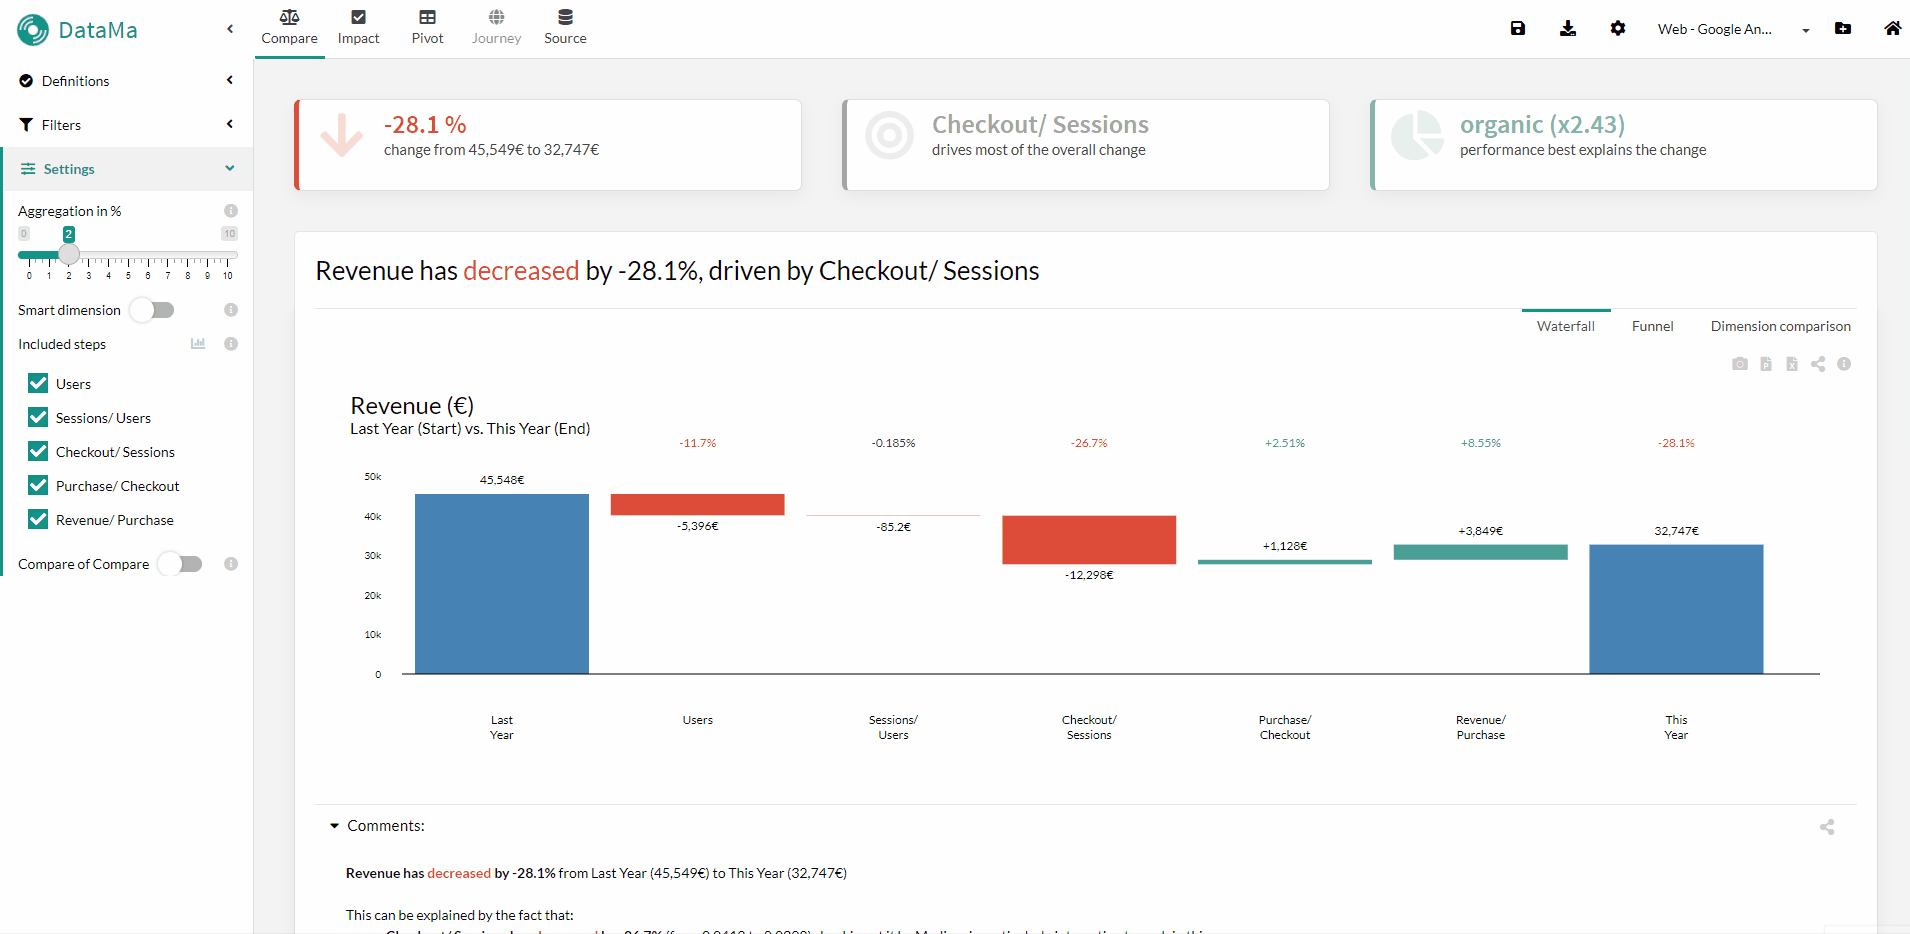 DataMa
Compare
Impact
Pivot
Journey
Source
Web - Google An...
Definitions
Filters
Settings
Aggregation in %
0
2
10
0 1 2 3 4 5 6 7 8 9 10
Smart dimension
Included steps
Users
Sessions/ Users
Checkout/ Sessions
Purchase/ Checkout
Revenue/ Purchase
Compare of Compare
-28.1 %
change from 45,549€ to 32,747€
Checkout/ Sessions
drives most of the overall change
organic (x2.43)
performance best explains the change
Revenue has decreased by -28.1%, driven by Checkout/ Sessions
Waterfall
Funnel
Dimension comparison
Revenue (€)
Last Year (Start) vs. This Year (End)
-11.7%
-0.185%
-26.7%
+2.51%
+8.55%
-28.1%
50k
40k
30k
20k
10k
0
45,548€
-5,396€
-85.2€
-12,298€
+1,128€
+3,849€
32,747€
Last
Year
Users
Sessions/
Users
Checkout/
Sessions
Purchase/
Checkout
Revenue/
Purchase
This
Year
Comments:
Revenue has decreased by -28.1% from Last Year (45,549€) to This Year (32,747€)
This can be explained by the fact that: